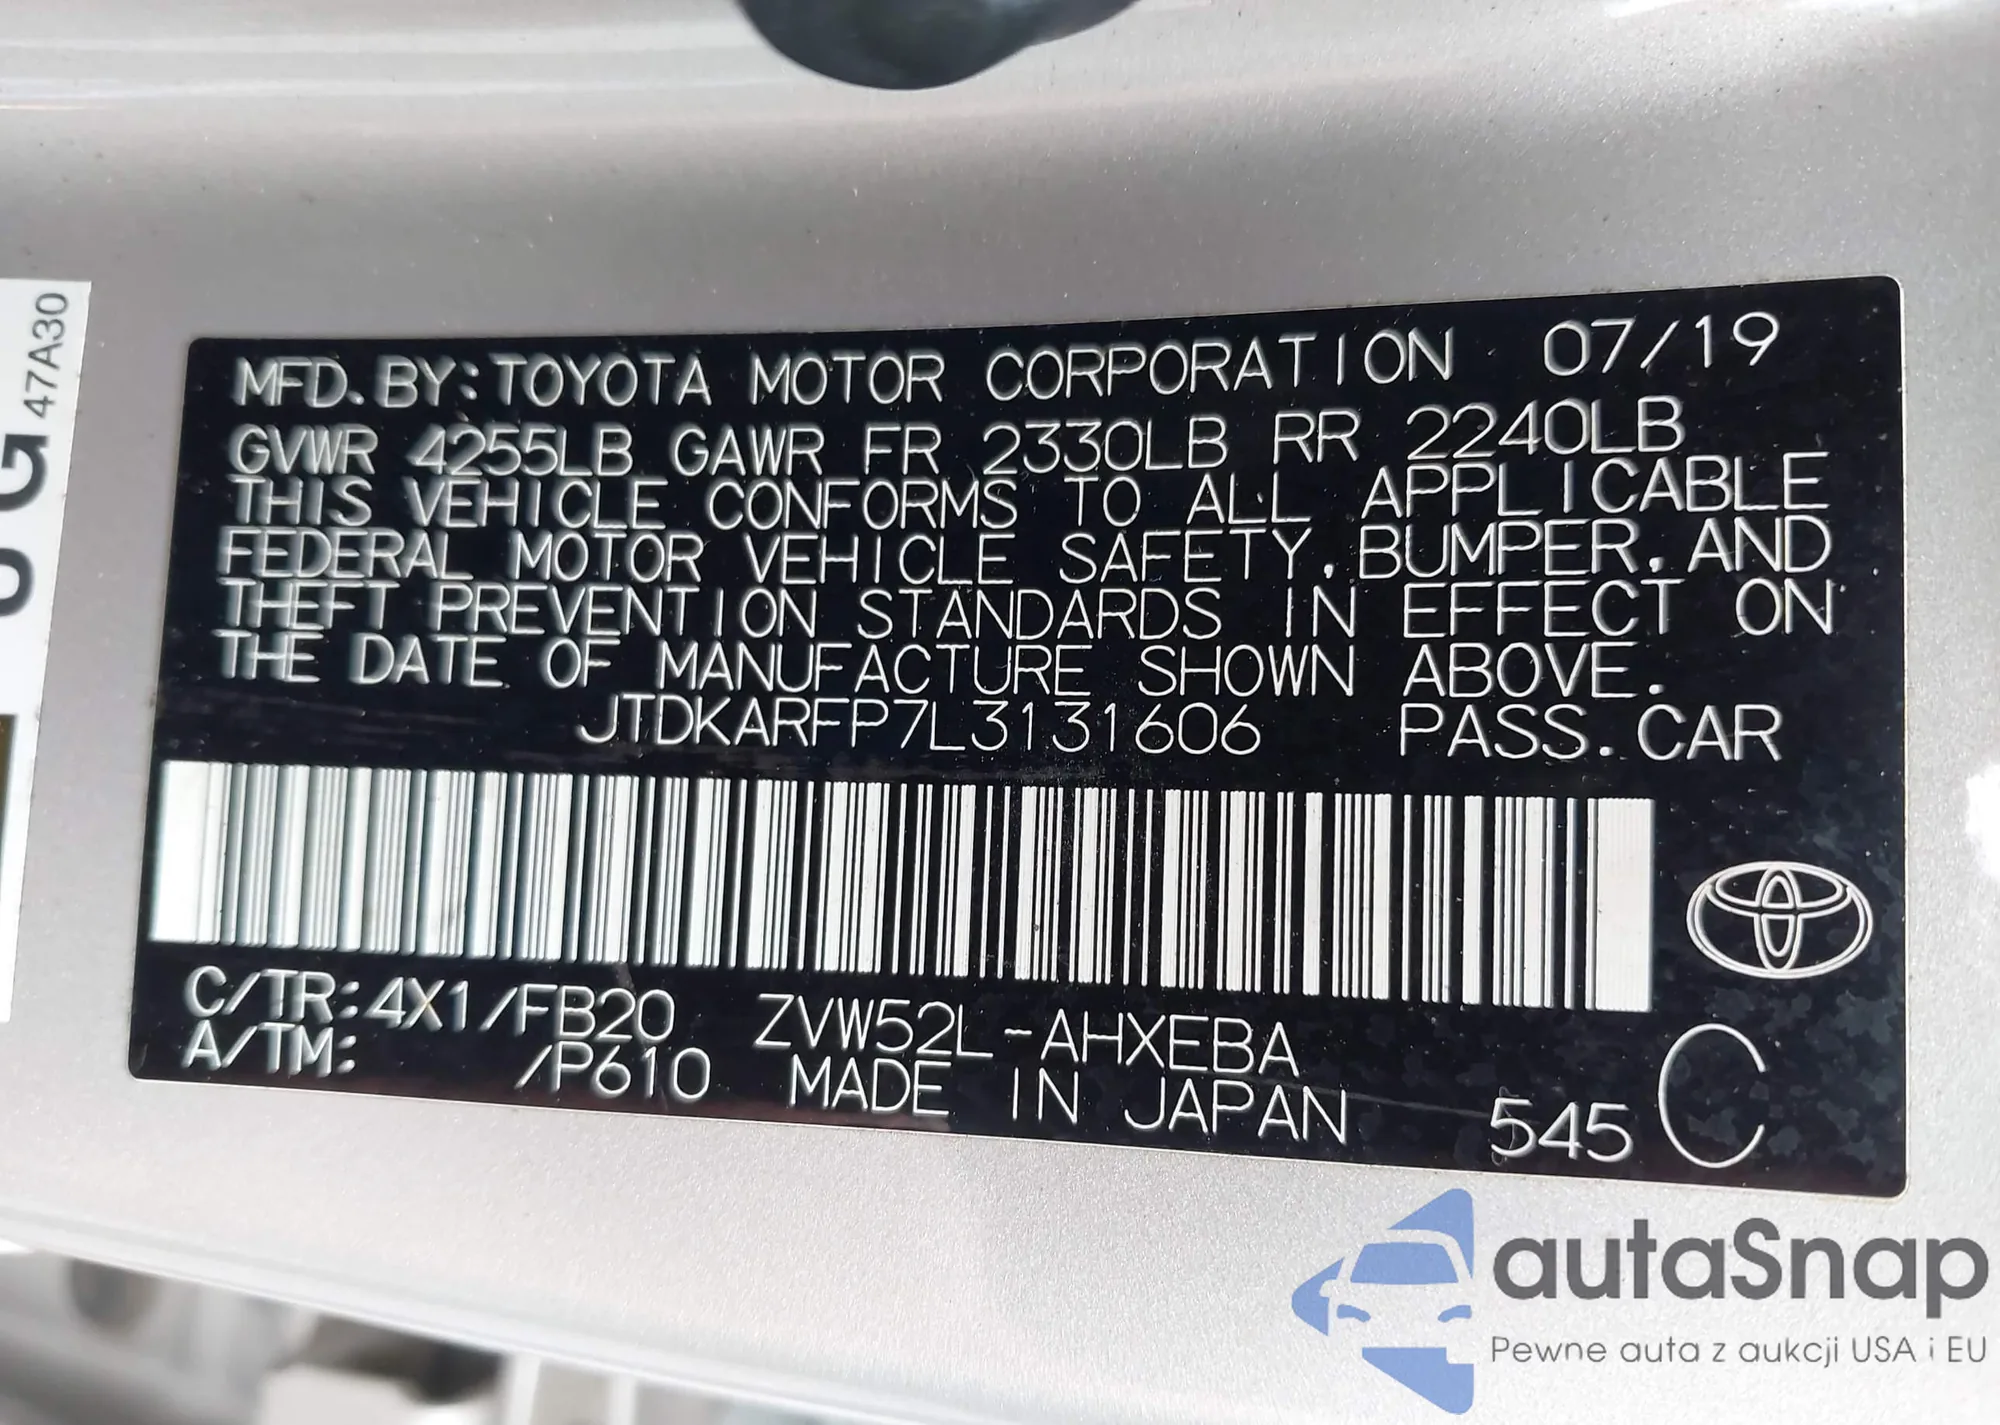 47A30
G
MFD. BY: TOYOTA MOTOR CORPORATION 07/19
GVWR 4255LB GAWR FR 2330LB RR 2240LB
THIS VEHICLE CONFORMS TO ALL APPLICABLE
FEDERAL MOTOR VEHICLE SAFETY, BUMPER, AND
THEFT PREVENTION STANDARDS IN EFFECT ON
THE DATE OF MANUFACTURE SHOWN ABOVE.
JTDKARFP7L3131606 PASS. CAR
C/TR: 4X1/FB20 ZVW52L-AHXEBA
A/TM: /P610 MADE IN JAPAN 545 C
autaSnap
Pewne auta z aukcji USA i EU